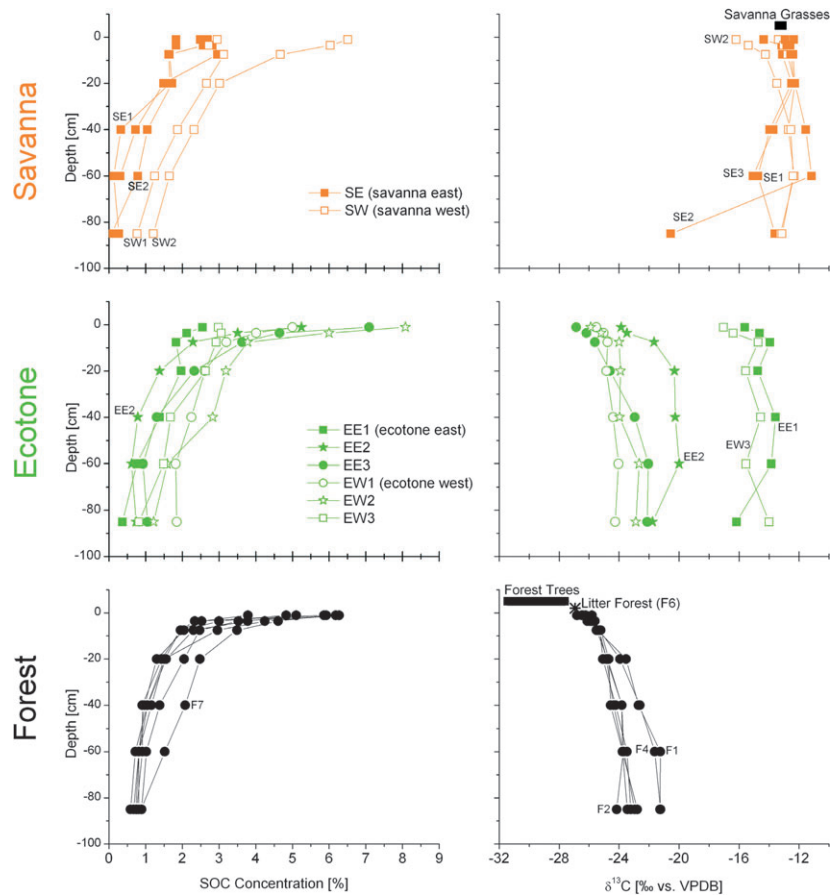 Savanna
Depth [cm]
0
-20
-40
-60
-80
-100
SE1
SE2
SW1 SW2
SE (savanna east)
SW (savanna west)
Savanna Grasses
SW2
SE3
SE1
SE2
Ecotone
Depth [cm]
0
-20
-40
-60
-80
-100
EE2
EE1 (ecotone east)
EE2
EE3
EW1 (ecotone west)
EW2
EW3
EE2
EW3
EE1
Forest
Depth [cm]
0
-20
-40
-60
-80
-100
F7
0 1 2 3 4 5 6 7 8 9
SOC Concentration [%]
Forest Trees
Litter Forest (F6)
F4
F1
F2
-32 -28 -24 -20 -16 -12
δ¹³C [‰ vs. VPDB]